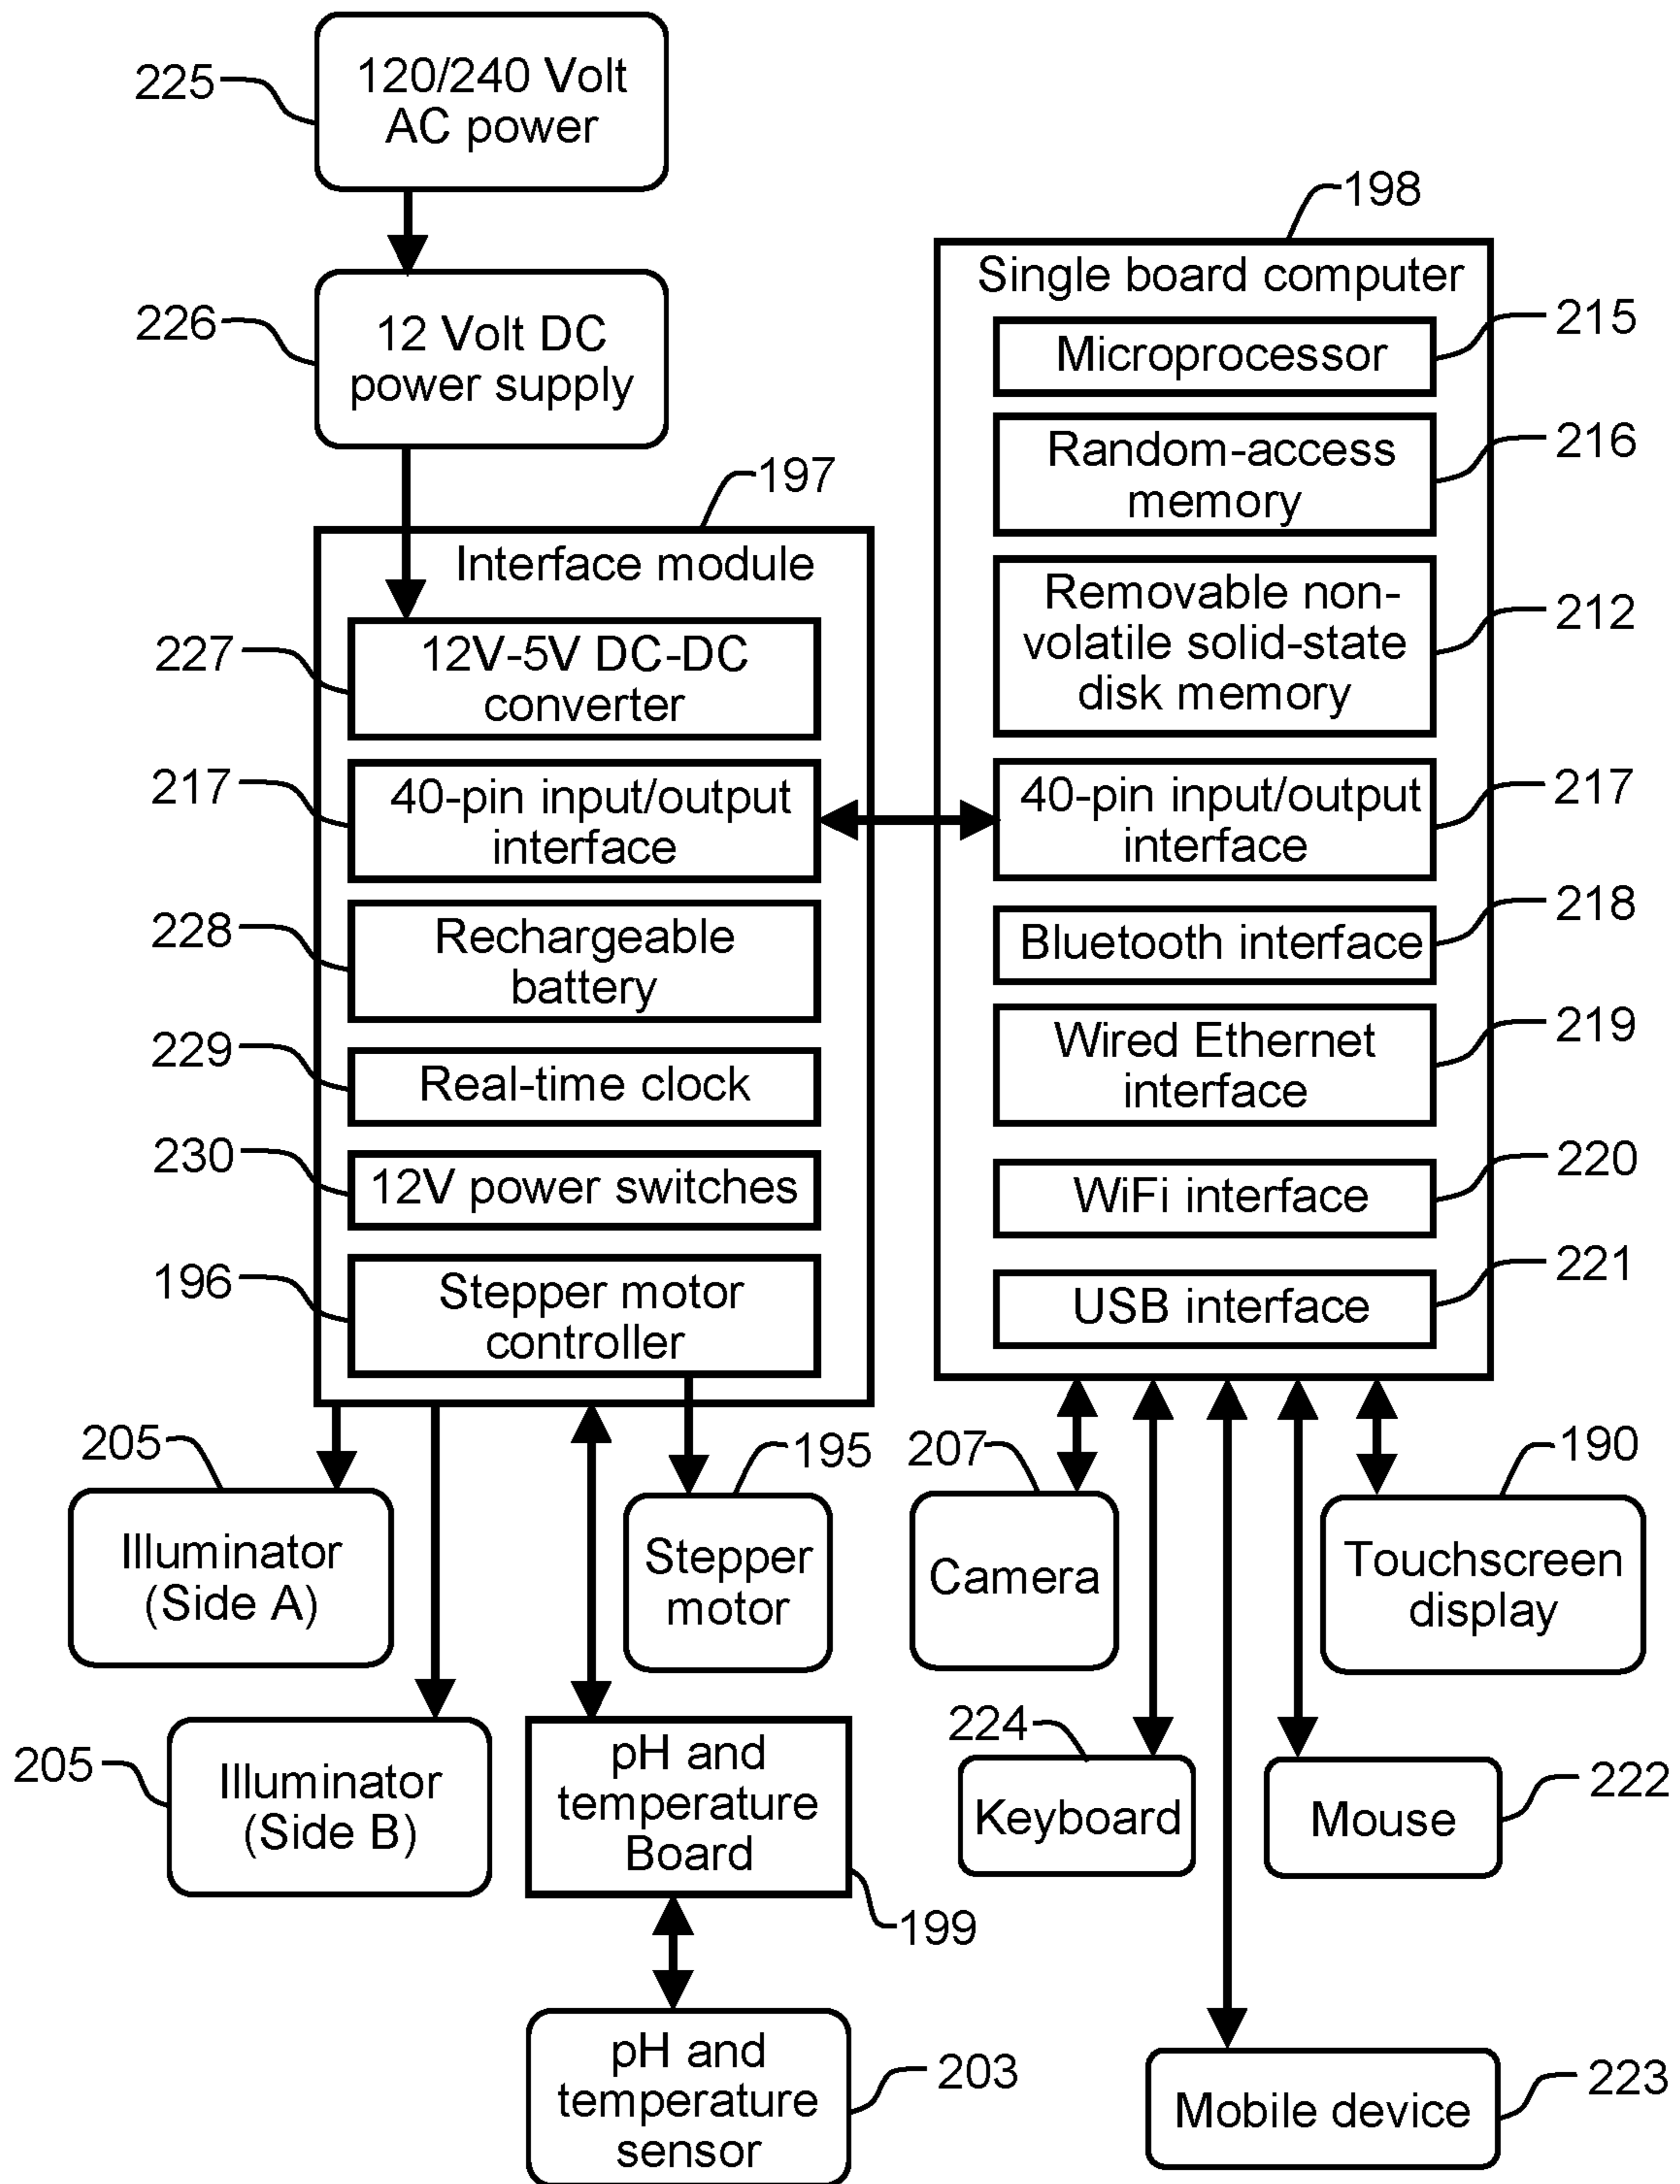 225
120/240 Volt
AC power
226
12 Volt DC
power supply
197
Interface module
227
12V-5V DC-DC
converter
217
40-pin input/output
interface
228
Rechargeable
battery
229
Real-time clock
230
12V power switches
196
Stepper motor
controller
198
Single board computer
Microprocessor
215
Random-access
memory
216
Removable non-
volatile solid-state
disk memory
212
40-pin input/output
interface
217
Bluetooth interface
218
Wired Ethernet
interface
219
WiFi interface
220
USB interface
221
205
Illuminator
(Side A)
205
Illuminator
(Side B)
195
Stepper
motor
pH and
temperature
Board
199
pH and
temperature
sensor
203
207
Camera
190
Touchscreen
display
224
Keyboard
Mouse
222
Mobile device
223